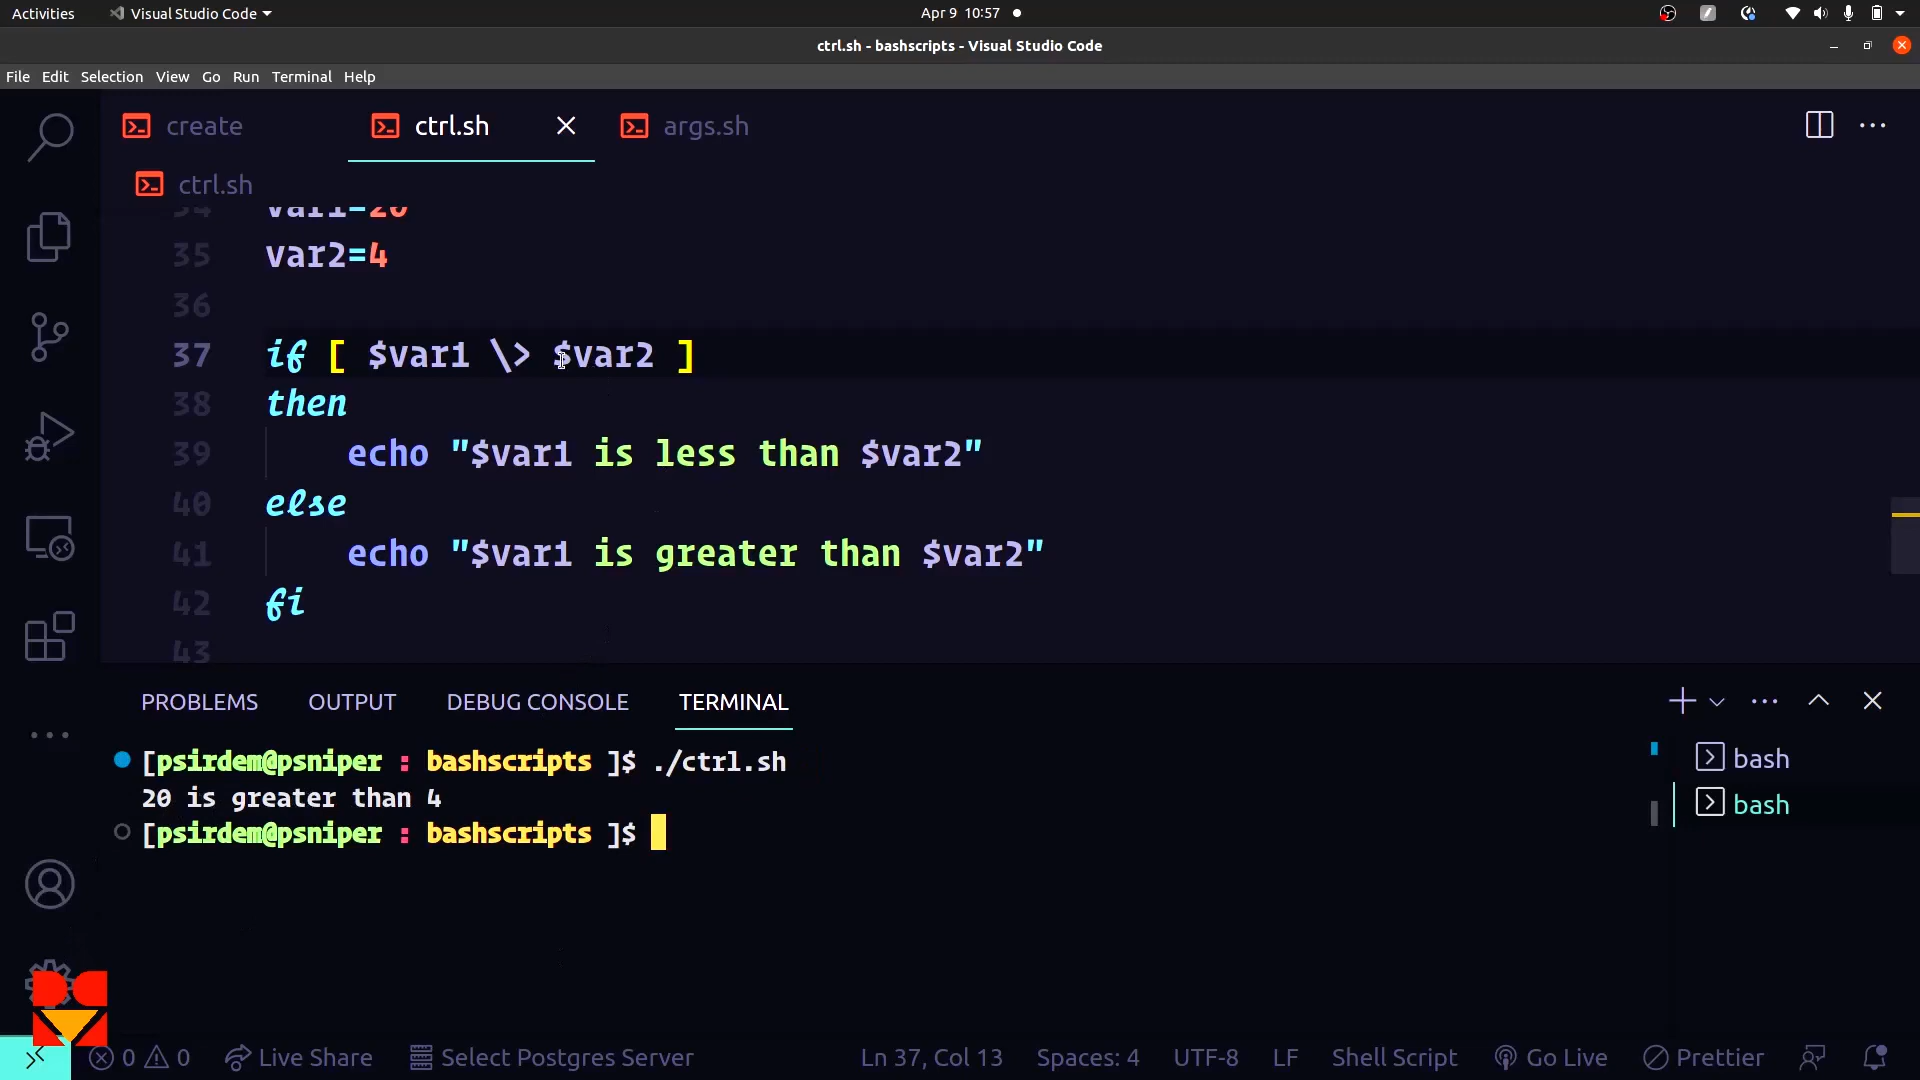 Activities
Visual Studio Code
Apr 9 10:57
ctrl.sh - bashscripts - Visual Studio Code
File Edit Selection View Go Run Terminal Help
create ctrl.sh args.sh
ctrl.sh
34 var1=20
35 var2=4
36
37 if [ $var1 \> $var2 ]
38 then
39 echo "$var1 is less than $var2"
40 else
41 echo "$var1 is greater than $var2"
42 fi
43
PROBLEMS OUTPUT DEBUG CONSOLE TERMINAL
[psirdem@psniper : bashscripts ]$ ./ctrl.sh
20 is greater than 4
[psirdem@psniper : bashscripts ]$
bash
bash
0 0 Live Share Select Postgres Server Ln 37, Col 13 Spaces: 4 UTF-8 LF Shell Script Go Live Prettier